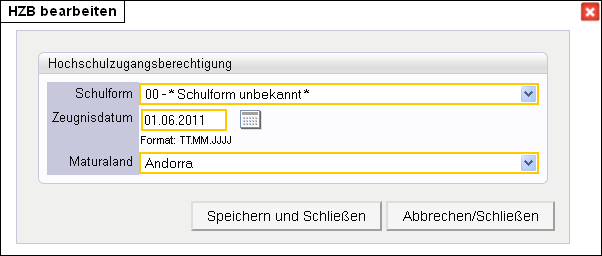 HZB bearbeiten
Hochschulzugangsberechtigung
Schulform 00 - * Schulform unbekannt *
Zeugnisdatum 01.06.2011
Format: TT.MM.JJJJ
Maturaland Andorra
Speichern und Schließen Abbrechen/Schließen